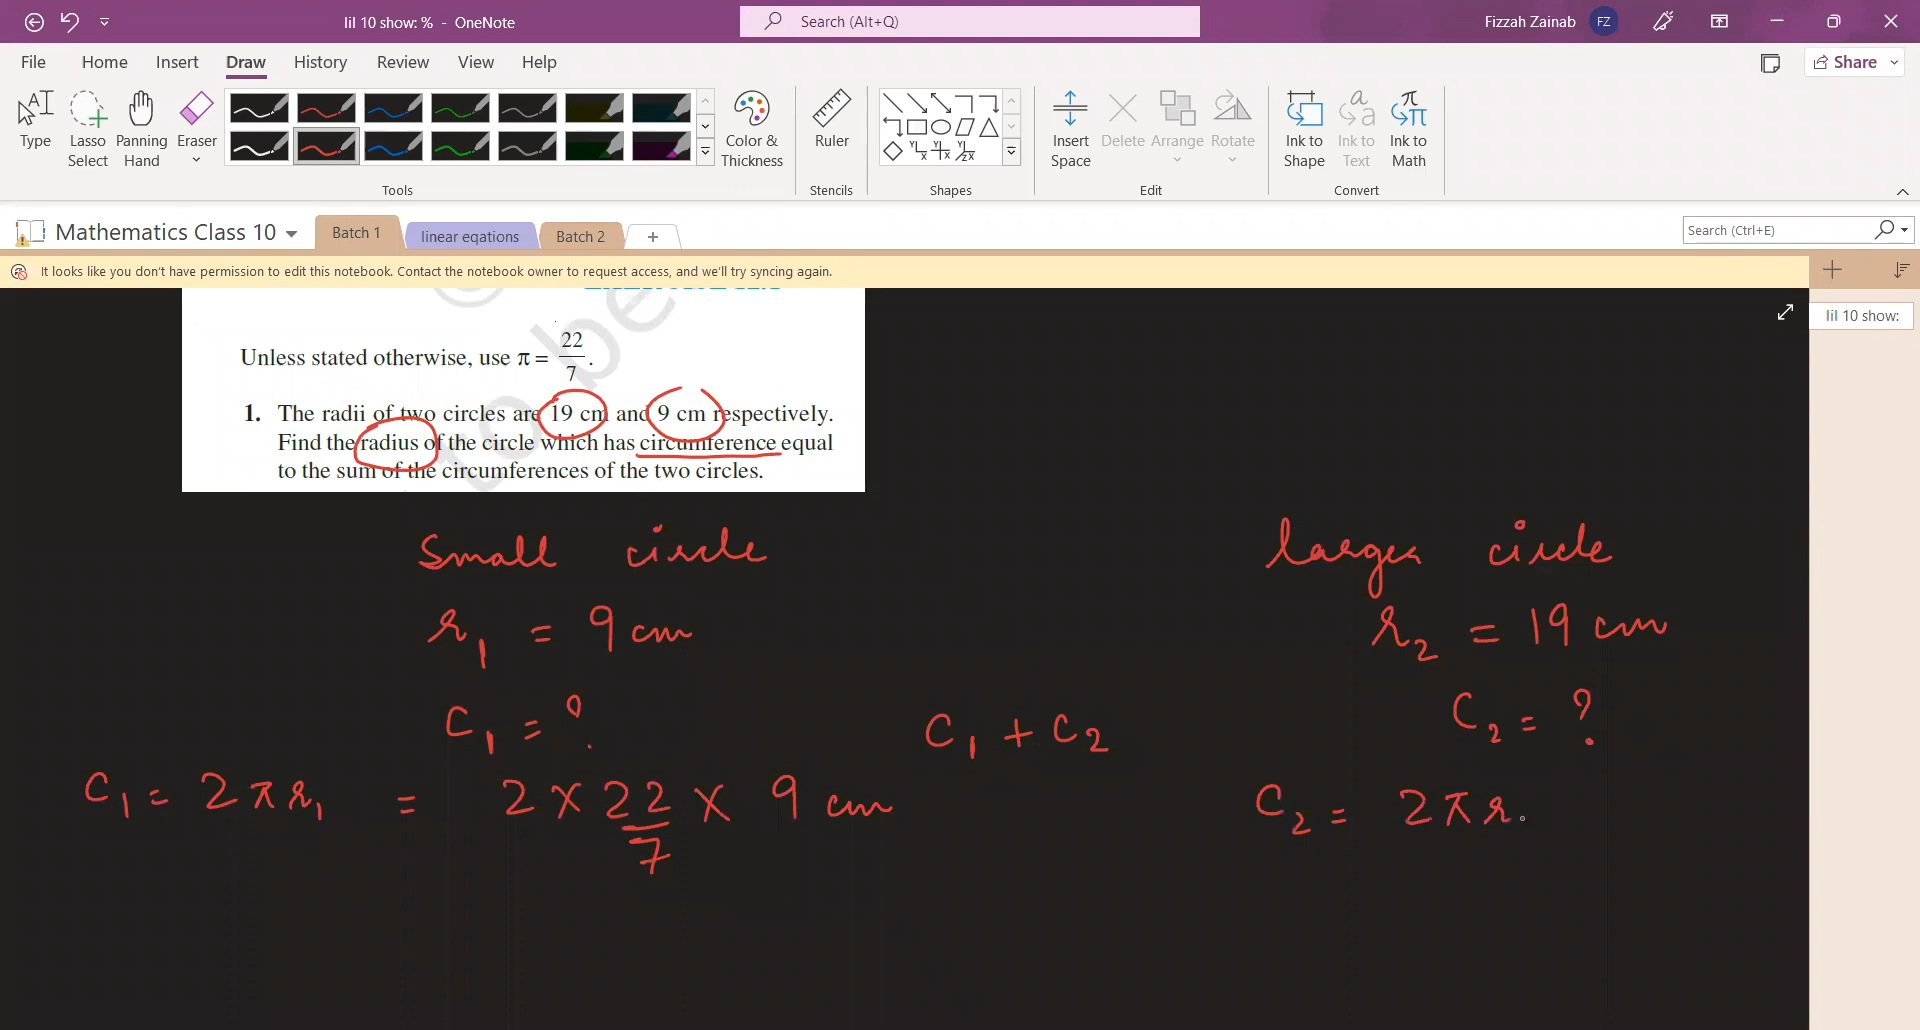 lil 10 show: % - OneNote
Search (Alt+Q)
Fizzah Zainab
FZ
File Home Insert Draw History Review View Help
Share
Type
Lasso Select
Panning Hand
Eraser
Color & Thickness
Ruler
Insert Space
Delete
Arrange
Rotate
Ink to Shape
Ink to Text
Ink to Math
Tools
Stencils
Shapes
Edit
Convert
Mathematics Class 10
Batch 1
linear eqations
Batch 2
Search (Ctrl+E)
It looks like you don't have permission to edit this notebook. Contact the notebook owner to request access, and we'll try syncing again.
lil 10 show:
to be
Unless stated otherwise, use π = 22/7.
1. The radii of two circles are 19 cm and 9 cm respectively.
Find the radius of the circle which has circumference equal
to the sum of the circumferences of the two circles.
Small circle
larger circle
r₁ = 9 cm
r₂ = 19 cm
C₁ = ?
C₁ + C₂
C₂ = ?
C₁ = 2πr₁ = 2 × 22/7 × 9 cm
C₂ = 2πr